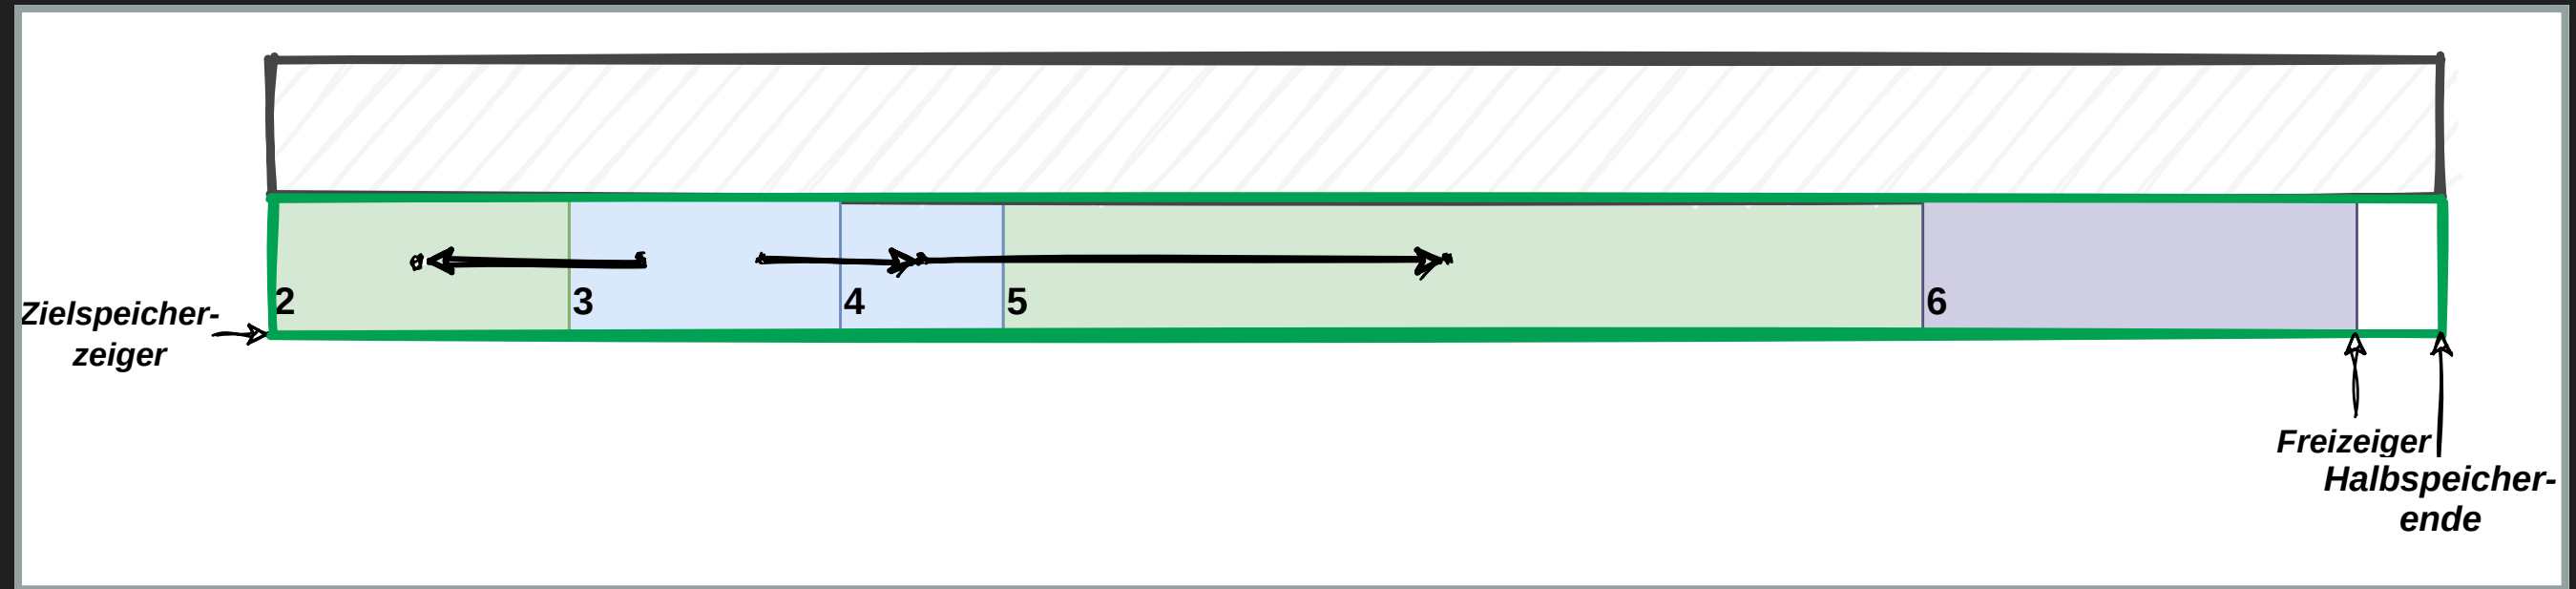 2
3
4
5
6
Zielspeicher-
zeiger
Freizeiger
Halbspeicher-
ende